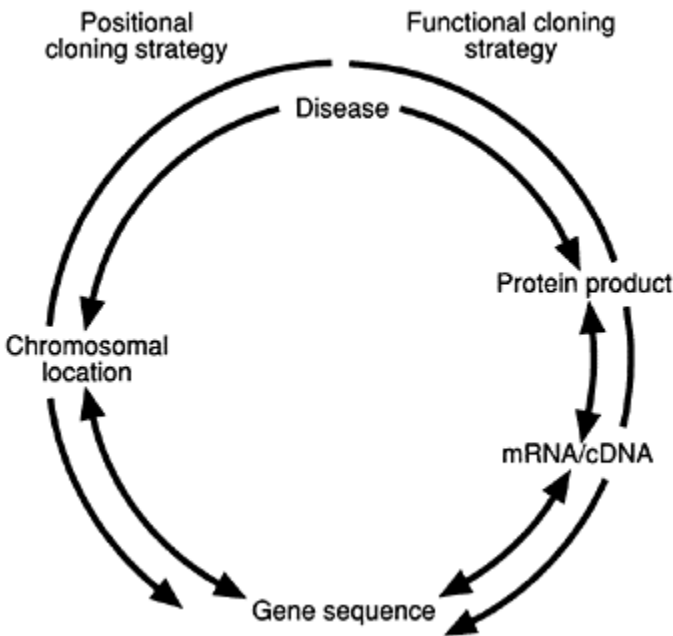 Positional
cloning strategy
Functional cloning
strategy
Disease
Protein product
Chromosomal
location
mRNA/cDNA
Gene sequence